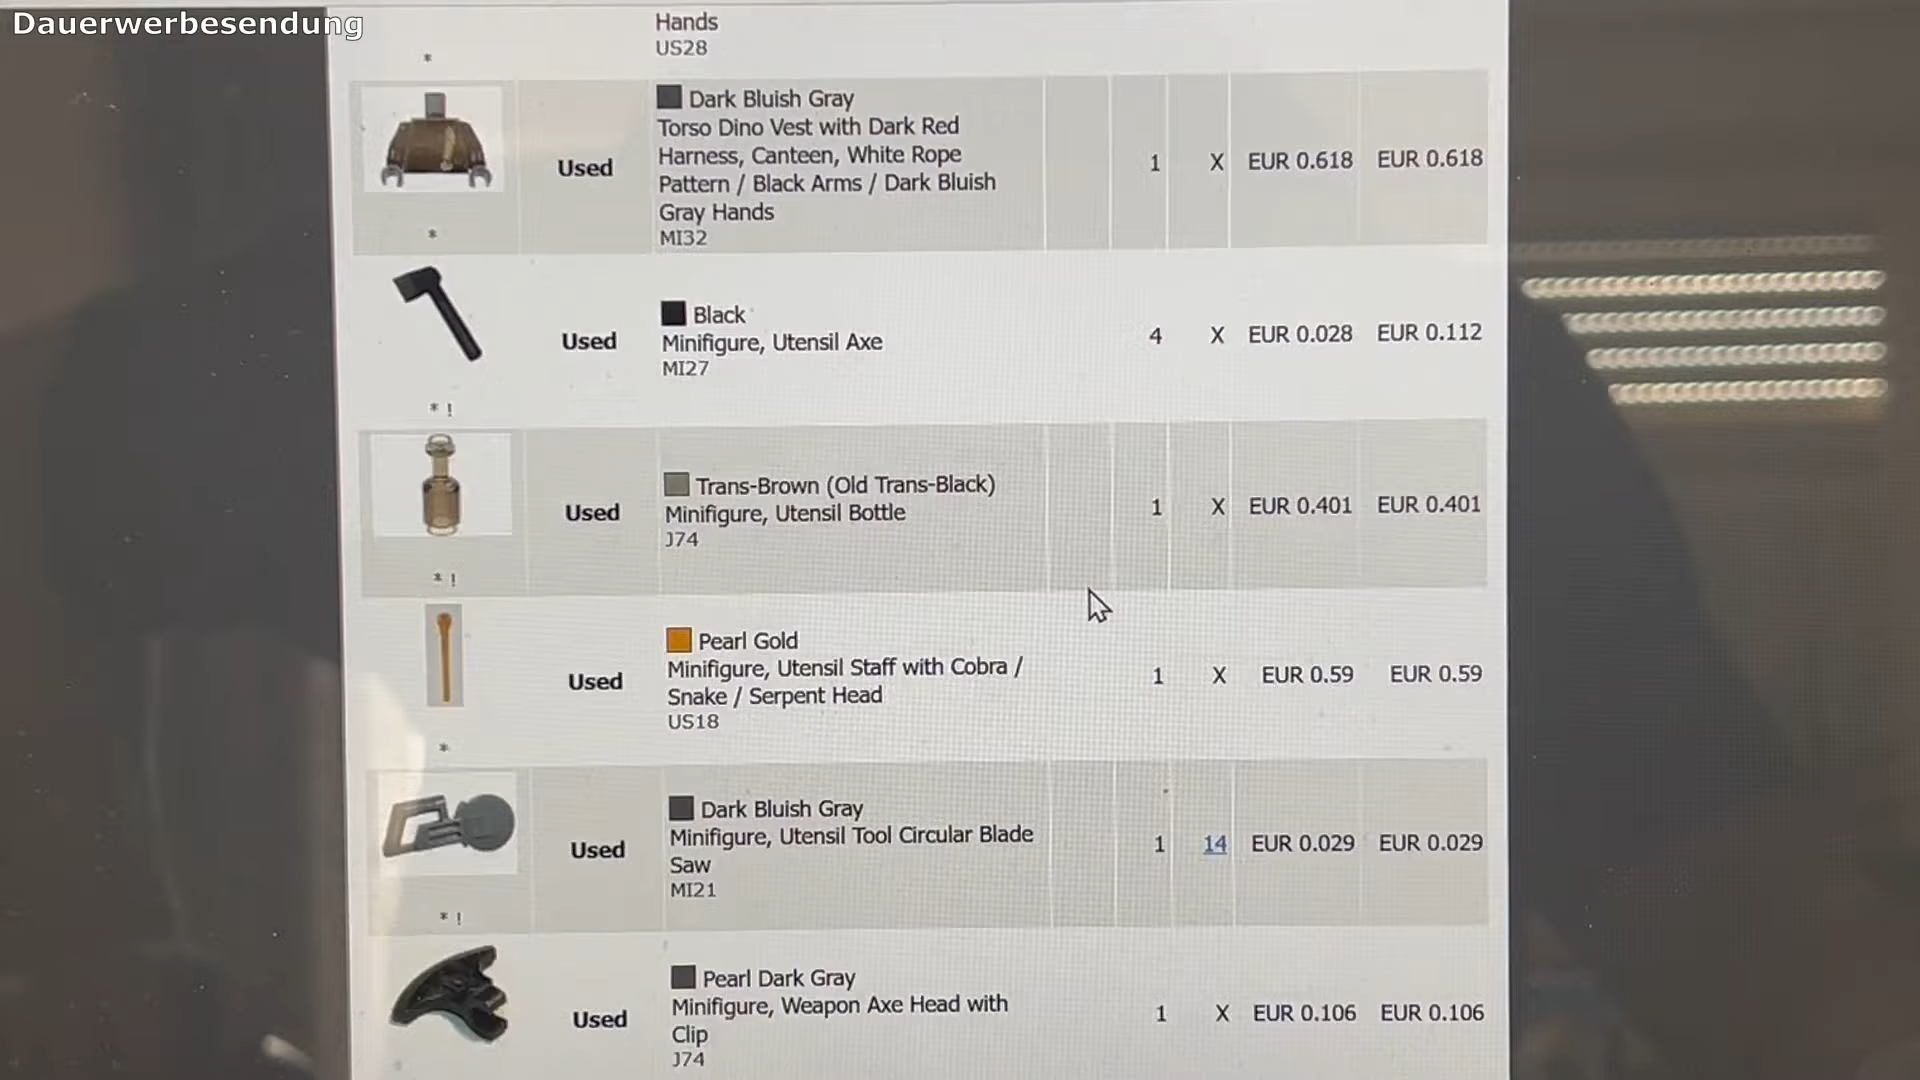 Dauerwerbesendung
Hands
US28
*
Dark Bluish Gray
Torso Dino Vest with Dark Red
Harness, Canteen, White Rope
Pattern / Black Arms / Dark Bluish
Gray Hands
MI32
Used
1 X EUR 0.618 EUR 0.618
*
Black
Minifigure, Utensil Axe
MI27
Used
4 X EUR 0.028 EUR 0.112
* !
Trans-Brown (Old Trans-Black)
Minifigure, Utensil Bottle
J74
Used
1 X EUR 0.401 EUR 0.401
* !
Pearl Gold
Minifigure, Utensil Staff with Cobra /
Snake / Serpent Head
US18
Used
1 X EUR 0.59 EUR 0.59
*
Dark Bluish Gray
Minifigure, Utensil Tool Circular Blade
Saw
MI21
Used
1 14 EUR 0.029 EUR 0.029
* !
Pearl Dark Gray
Minifigure, Weapon Axe Head with
Clip
J74
Used
1 X EUR 0.106 EUR 0.106